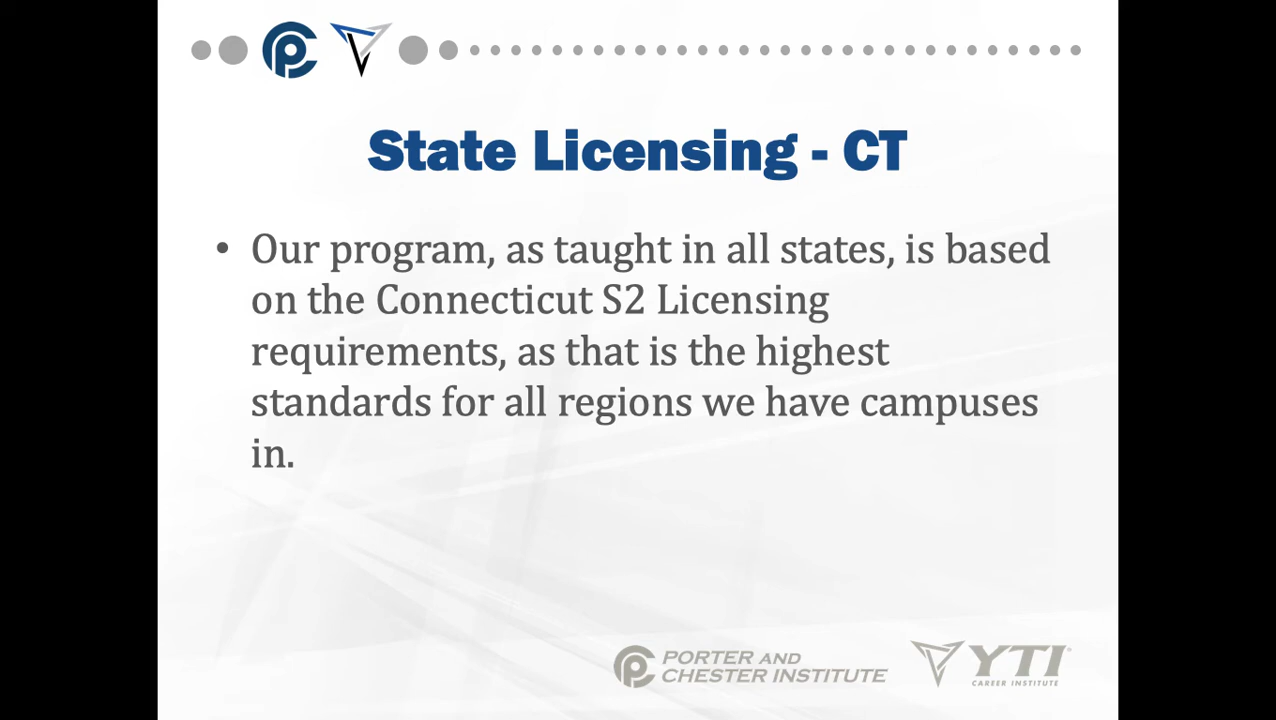 State Licensing - CT
• Our program, as taught in all states, is based
on the Connecticut S2 Licensing
requirements, as that is the highest
standards for all regions we have campuses
in.
PORTER AND
CHESTER INSTITUTE
YTI
CAREER INSTITUTE